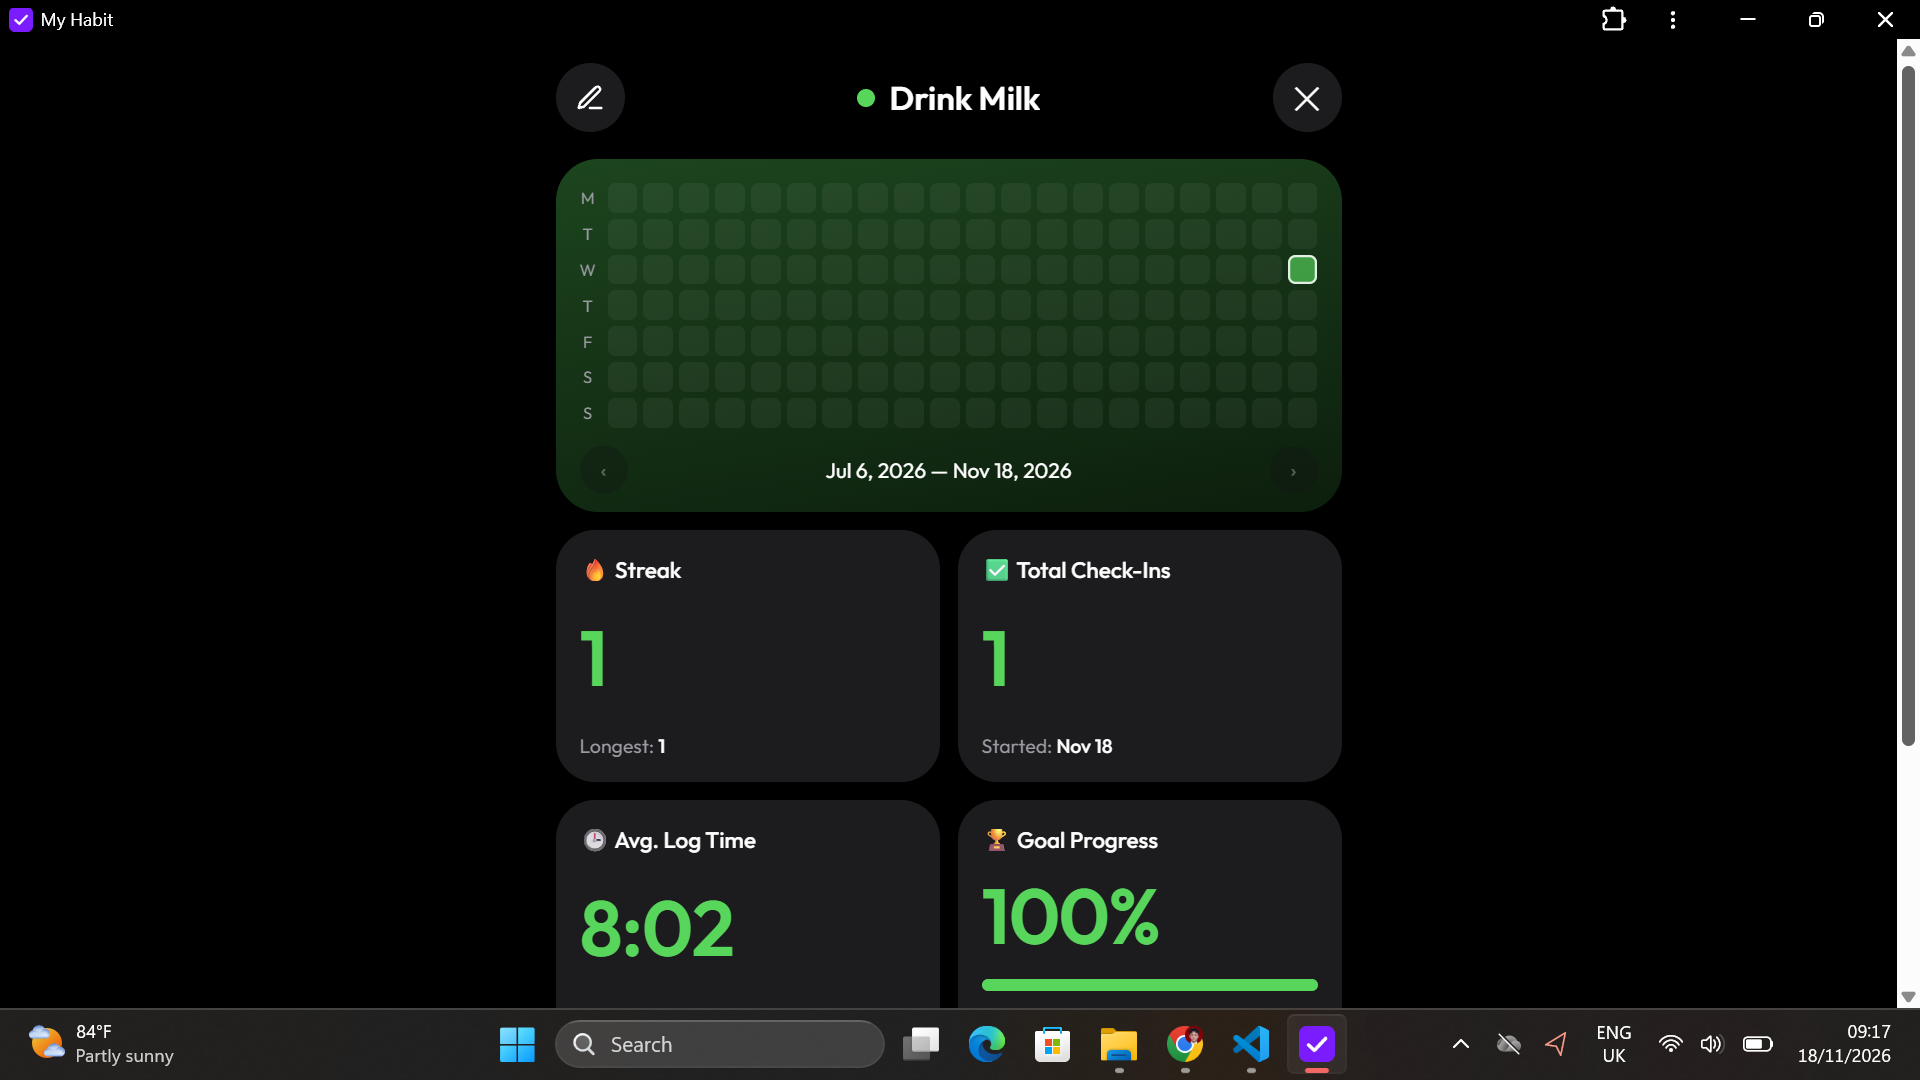 My Habit
Drink Milk
M
T
W
T
F
S
S
‹
Jul 6, 2026 — Nov 18, 2026
›
Streak
1
Longest: 1
Total Check-Ins
1
Started: Nov 18
Avg. Log Time
8:02
Goal Progress
100%
84°F
Partly sunny
Search
ENG
UK
09:17
18/11/2026